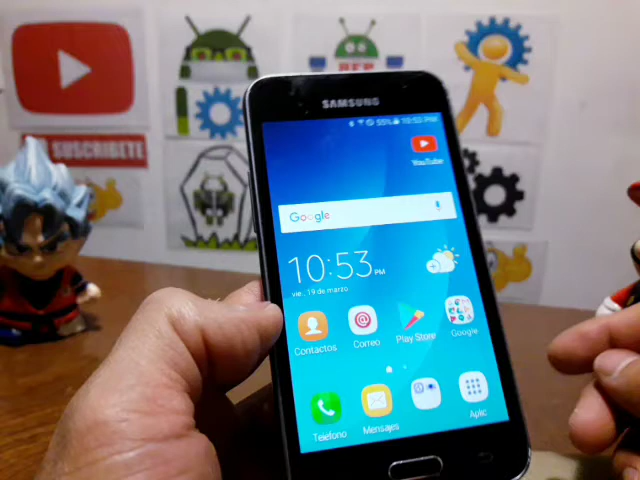 SUSCRIBETE
SAMSUNG
55% 10:53 PM
YouTube
Google
10:53 PM
vie., 19 de marzo
Contactos
Correo
Play Store
Google
Teléfono
Mensajes
Aplic.